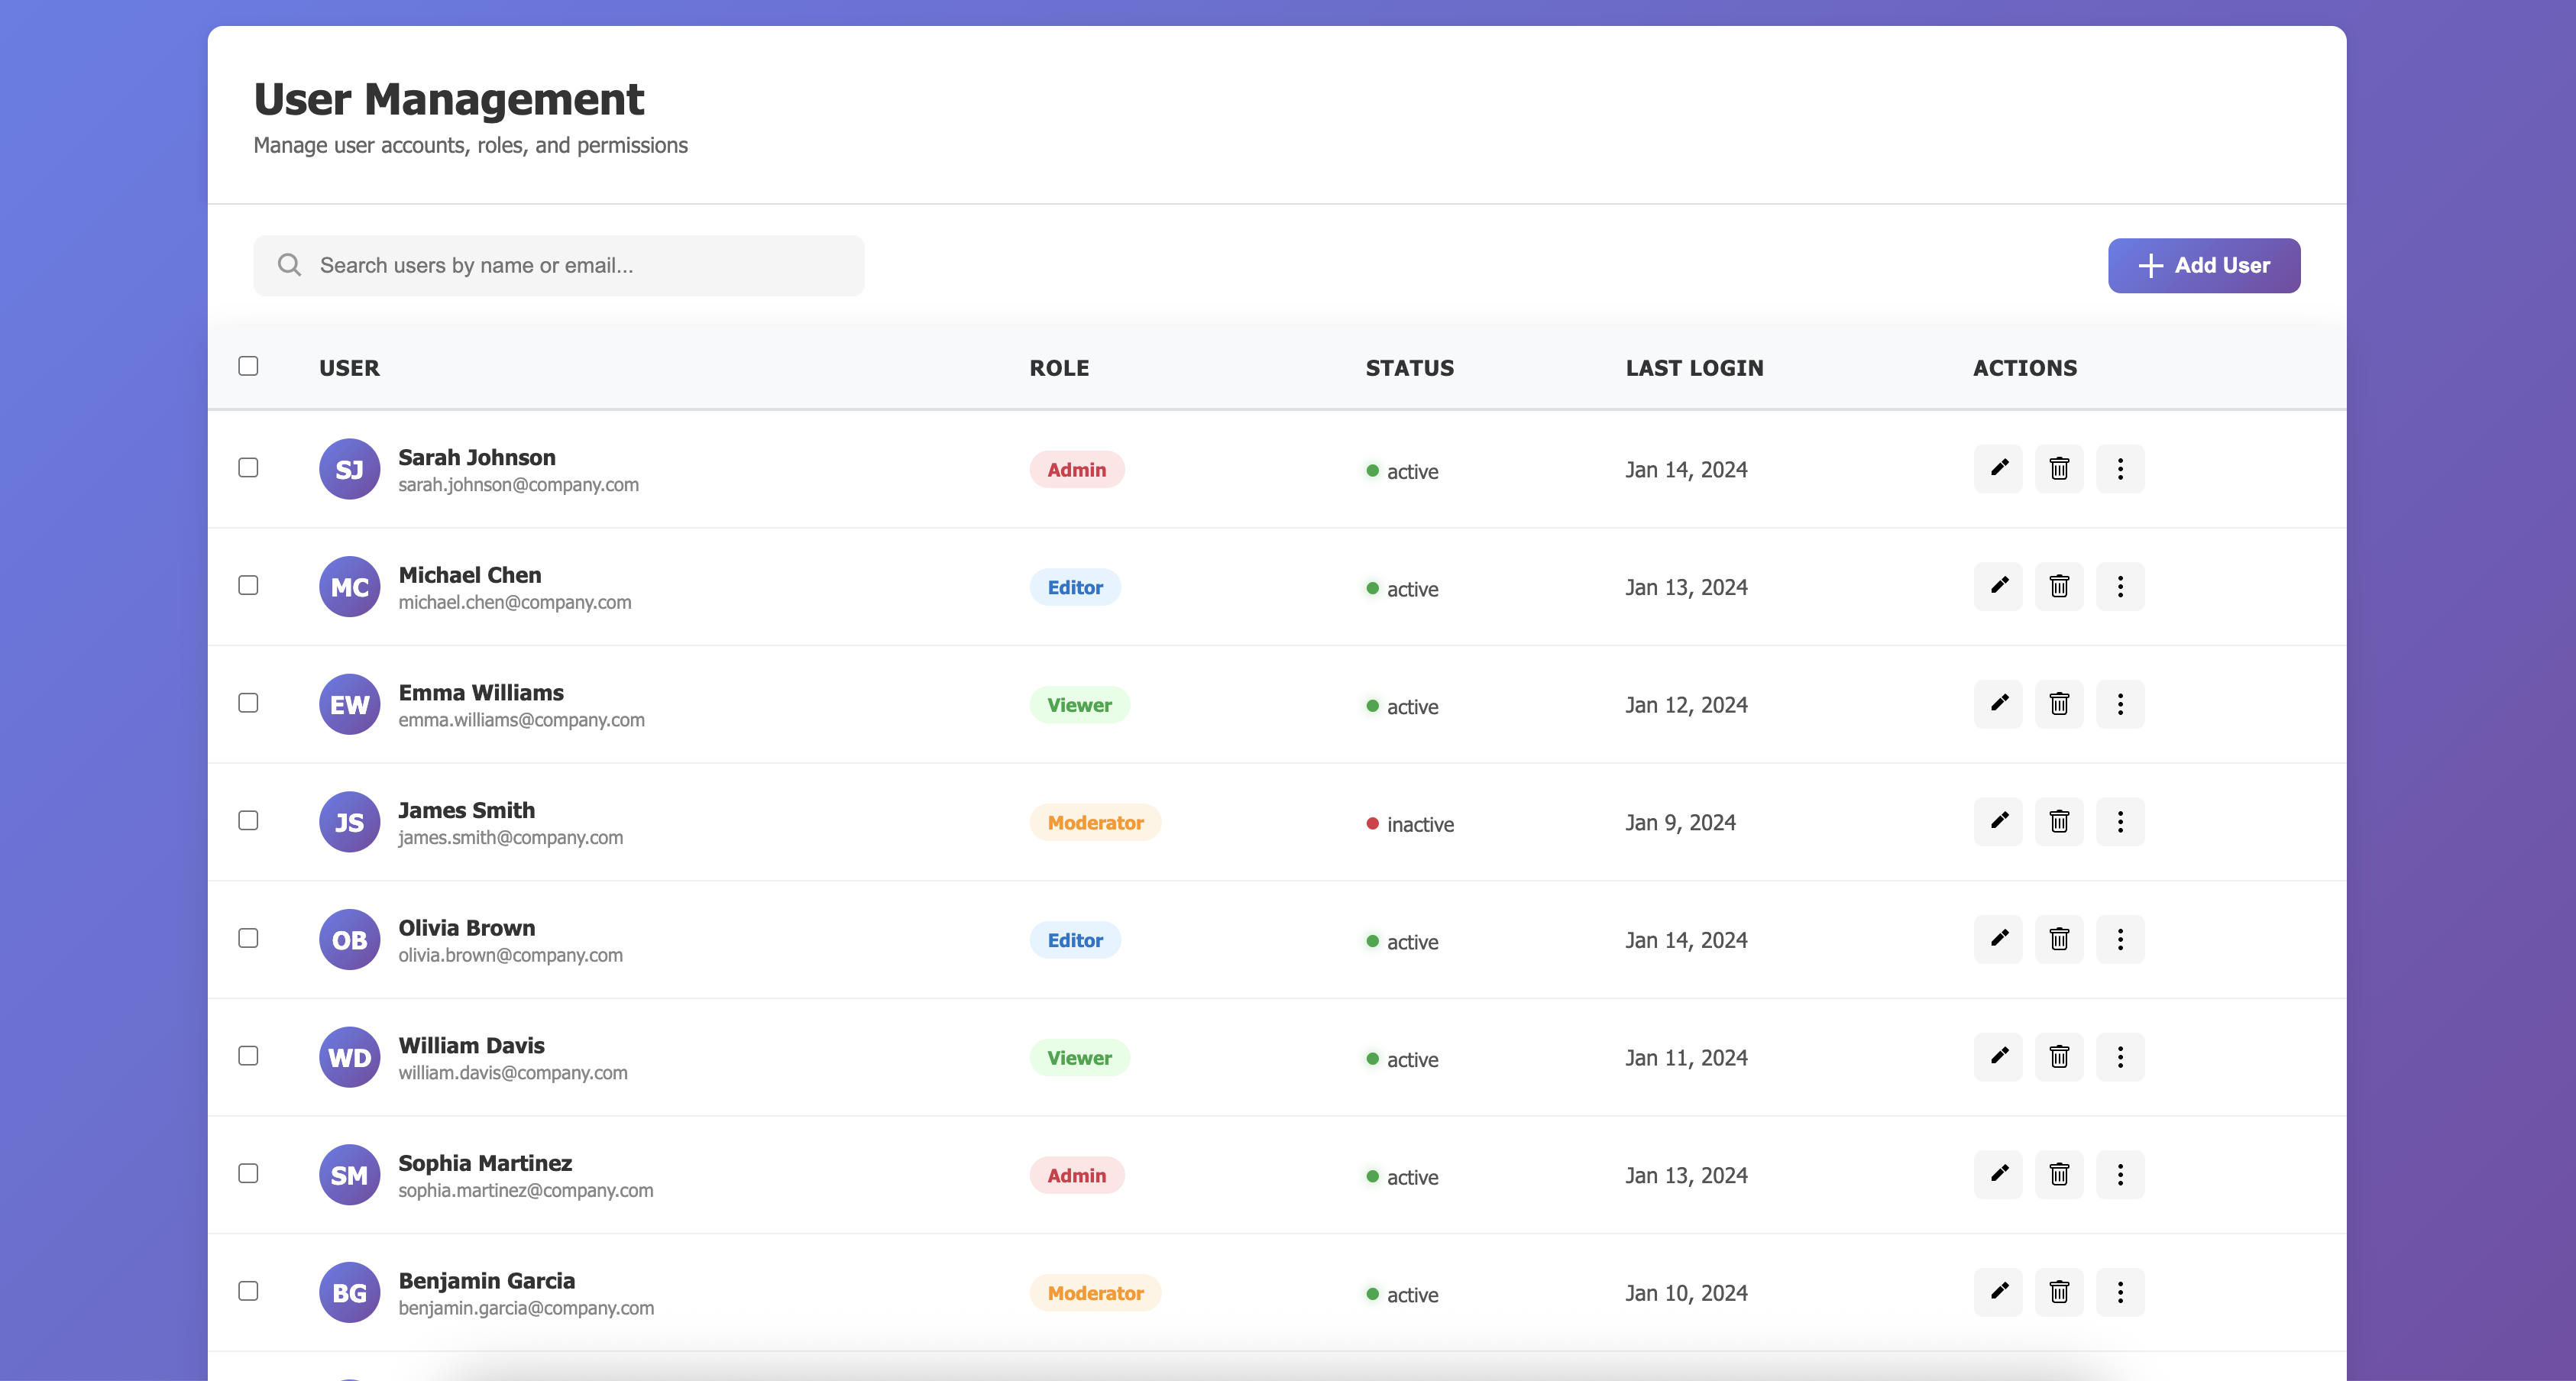 User Management
Manage user accounts, roles, and permissions
Search users by name or email...
Add User
USER ROLE STATUS LAST LOGIN ACTIONS
SJ Sarah Johnson Admin active Jan 14, 2024
sarah.johnson@company.com
MC Michael Chen Editor active Jan 13, 2024
michael.chen@company.com
EW Emma Williams Viewer active Jan 12, 2024
emma.williams@company.com
JS James Smith Moderator inactive Jan 9, 2024
james.smith@company.com
OB Olivia Brown Editor active Jan 14, 2024
olivia.brown@company.com
WD William Davis Viewer active Jan 11, 2024
william.davis@company.com
SM Sophia Martinez Admin active Jan 13, 2024
sophia.martinez@company.com
BG Benjamin Garcia Moderator active Jan 10, 2024
benjamin.garcia@company.com